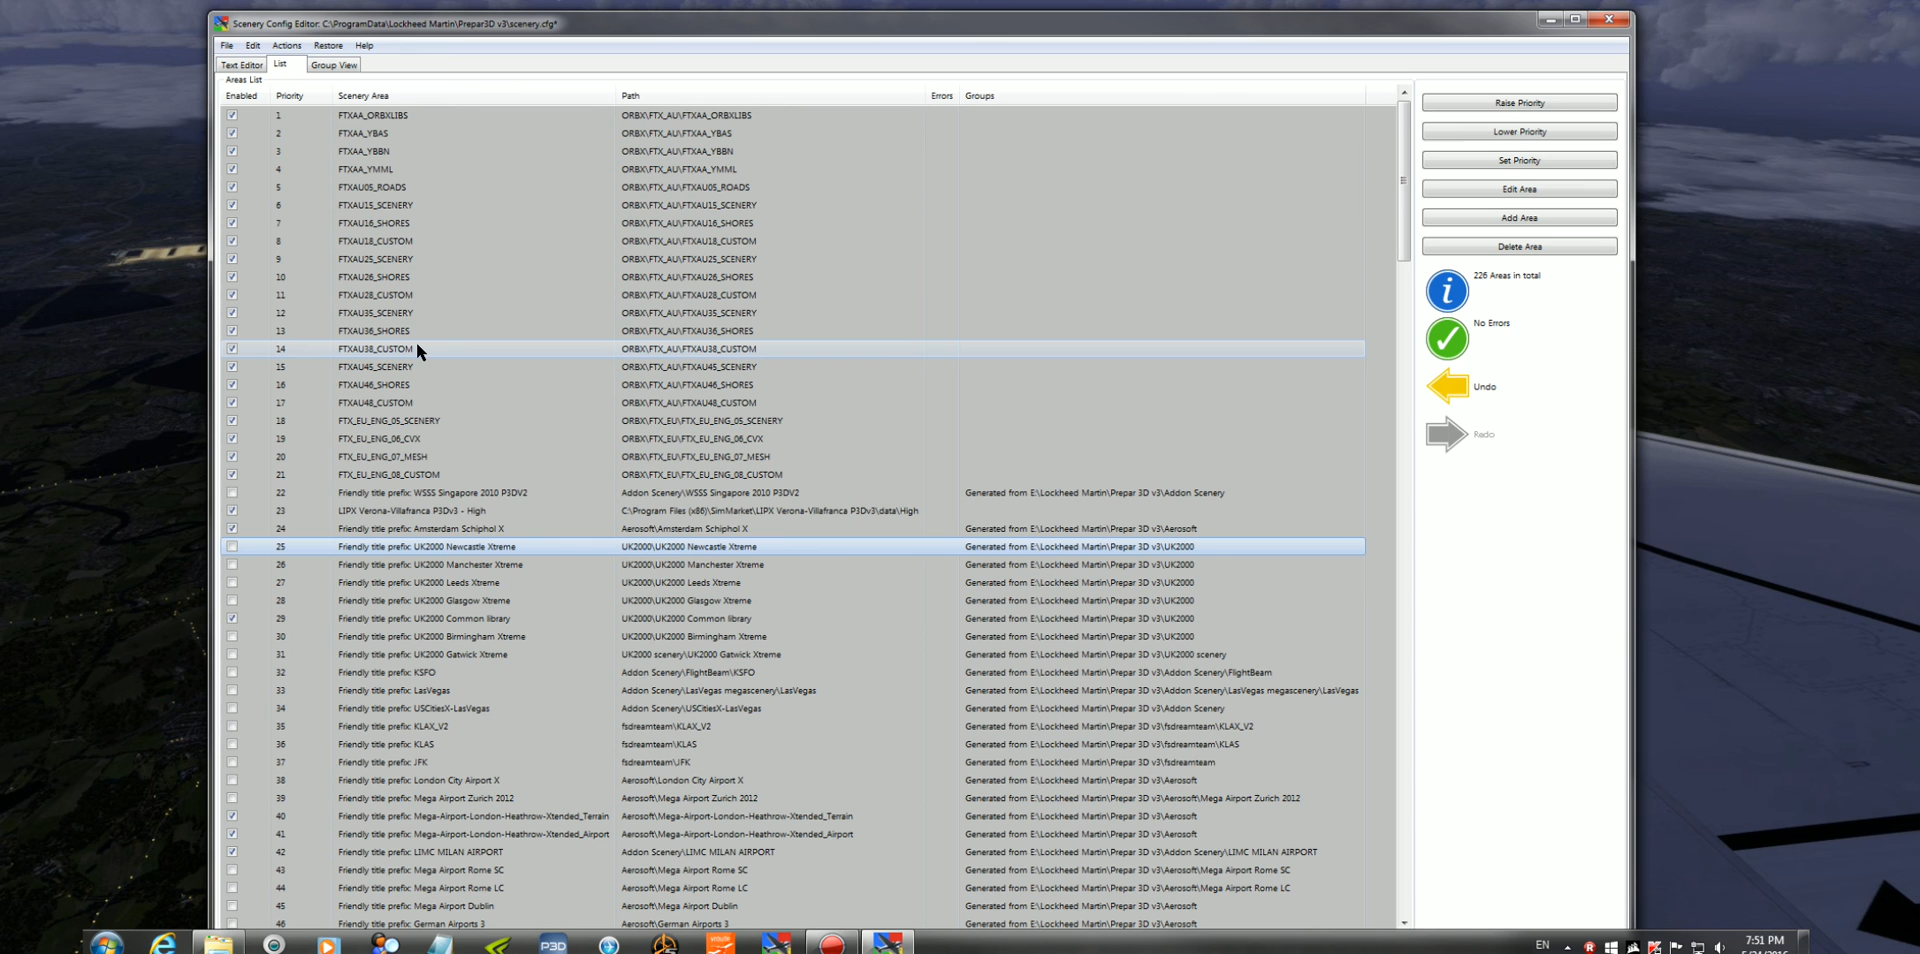 Scenery Config Editor: C:\ProgramData\Lockheed Martin\Prepar3D v3\scenery.cfg*
File Edit Actions Restore Help
Text Editor List Group View
Areas List
Enabled Priority Scenery Area Path Errors Groups
1 FTXAA_ORBXLIBS ORBX\FTX_AU\FTXAA_ORBXLIBS
2 FTXAA_YBAS ORBX\FTX_AU\FTXAA_YBAS
3 FTXAA_YBBN ORBX\FTX_AU\FTXAA_YBBN
4 FTXAA_YMML ORBX\FTX_AU\FTXAA_YMML
5 FTXAU05_ROADS ORBX\FTX_AU\FTXAU05_ROADS
6 FTXAU15_SCENERY ORBX\FTX_AU\FTXAU15_SCENERY
7 FTXAU16_SHORES ORBX\FTX_AU\FTXAU16_SHORES
8 FTXAU18_CUSTOM ORBX\FTX_AU\FTXAU18_CUSTOM
9 FTXAU25_SCENERY ORBX\FTX_AU\FTXAU25_SCENERY
10 FTXAU26_SHORES ORBX\FTX_AU\FTXAU26_SHORES
11 FTXAU28_CUSTOM ORBX\FTX_AU\FTXAU28_CUSTOM
12 FTXAU35_SCENERY ORBX\FTX_AU\FTXAU35_SCENERY
13 FTXAU36_SHORES ORBX\FTX_AU\FTXAU36_SHORES
14 FTXAU38_CUSTOM ORBX\FTX_AU\FTXAU38_CUSTOM
15 FTXAU45_SCENERY ORBX\FTX_AU\FTXAU45_SCENERY
16 FTXAU46_SHORES ORBX\FTX_AU\FTXAU46_SHORES
17 FTXAU48_CUSTOM ORBX\FTX_AU\FTXAU48_CUSTOM
18 FTX_EU_ENG_05_SCENERY ORBX\FTX_EU\FTX_EU_ENG_05_SCENERY
19 FTX_EU_ENG_06_CVX ORBX\FTX_EU\FTX_EU_ENG_06_CVX
20 FTX_EU_ENG_07_MESH ORBX\FTX_EU\FTX_EU_ENG_07_MESH
21 FTX_EU_ENG_08_CUSTOM ORBX\FTX_EU\FTX_EU_ENG_08_CUSTOM
22 Friendly title prefix: WSSS Singapore 2010 P3DV2 Addon Scenery\WSSS Singapore 2010 P3DV2 Generated from E:\Lockheed Martin\Prepar 3D v3\Addon Scenery
23 LIPX Verona-Villafranca P3Dv3 - High C:\Program Files (x86)\SimMarket\LIPX Verona-Villafranca P3Dv3\data\High
24 Friendly title prefix: Amsterdam Schiphol X Aerosoft\Amsterdam Schiphol X Generated from E:\Lockheed Martin\Prepar 3D v3\Aerosoft
25 Friendly title prefix: UK2000 Newcastle Xtreme UK2000\UK2000 Newcastle Xtreme Generated from E:\Lockheed Martin\Prepar 3D v3\UK2000
26 Friendly title prefix: UK2000 Manchester Xtreme UK2000\UK2000 Manchester Xtreme Generated from E:\Lockheed Martin\Prepar 3D v3\UK2000
27 Friendly title prefix: UK2000 Leeds Xtreme UK2000\UK2000 Leeds Xtreme Generated from E:\Lockheed Martin\Prepar 3D v3\UK2000
28 Friendly title prefix: UK2000 Glasgow Xtreme UK2000\UK2000 Glasgow Xtreme Generated from E:\Lockheed Martin\Prepar 3D v3\UK2000
29 Friendly title prefix: UK2000 Common library UK2000\UK2000 Common library Generated from E:\Lockheed Martin\Prepar 3D v3\UK2000
30 Friendly title prefix: UK2000 Birmingham Xtreme UK2000\UK2000 Birmingham Xtreme Generated from E:\Lockheed Martin\Prepar 3D v3\UK2000
31 Friendly title prefix: UK2000 Gatwick Xtreme UK2000 scenery\UK2000 Gatwick Xtreme Generated from E:\Lockheed Martin\Prepar 3D v3\UK2000 scenery
32 Friendly title prefix: KSFO Addon Scenery\FlightBeam\KSFO Generated from E:\Lockheed Martin\Prepar 3D v3\Addon Scenery\FlightBeam
33 Friendly title prefix: LasVegas Addon Scenery\LasVegas megascenery\LasVegas Generated from E:\Lockheed Martin\Prepar 3D v3\Addon Scenery\LasVegas megascenery\LasVegas
34 Friendly title prefix: USCitiesX-LasVegas Addon Scenery\USCitiesX-LasVegas Generated from E:\Lockheed Martin\Prepar 3D v3\Addon Scenery
35 Friendly title prefix: KLAX_V2 fsdreamteam\KLAX_V2 Generated from E:\Lockheed Martin\Prepar 3D v3\fsdreamteam\KLAX_V2
36 Friendly title prefix: KLAS fsdreamteam\KLAS Generated from E:\Lockheed Martin\Prepar 3D v3\fsdreamteam\KLAS
37 Friendly title prefix: JFK fsdreamteam\JFK Generated from E:\Lockheed Martin\Prepar 3D v3\fsdreamteam
38 Friendly title prefix: London City Airport X Aerosoft\London City Airport X Generated from E:\Lockheed Martin\Prepar 3D v3\Aerosoft
39 Friendly title prefix: Mega Airport Zurich 2012 Aerosoft\Mega Airport Zurich 2012 Generated from E:\Lockheed Martin\Prepar 3D v3\Aerosoft\Mega Airport Zurich 2012
40 Friendly title prefix: Mega-Airport-London-Heathrow-Xtended_Terrain Aerosoft\Mega-Airport-London-Heathrow-Xtended_Terrain Generated from E:\Lockheed Martin\Prepar 3D v3\Aerosoft
41 Friendly title prefix: Mega-Airport-London-Heathrow-Xtended_Airport Aerosoft\Mega-Airport-London-Heathrow-Xtended_Airport Generated from E:\Lockheed Martin\Prepar 3D v3\Aerosoft
42 Friendly title prefix: LIMC MILAN AIRPORT Addon Scenery\LIMC MILAN AIRPORT Generated from E:\Lockheed Martin\Prepar 3D v3\Addon Scenery\LIMC MILAN AIRPORT
43 Friendly title prefix: Mega Airport Rome SC Aerosoft\Mega Airport Rome SC Generated from E:\Lockheed Martin\Prepar 3D v3\Aerosoft\Mega Airport Rome SC
44 Friendly title prefix: Mega Airport Rome LC Aerosoft\Mega Airport Rome LC Generated from E:\Lockheed Martin\Prepar 3D v3\Aerosoft\Mega Airport Rome LC
45 Friendly title prefix: Mega Airport Dublin Aerosoft\Mega Airport Dublin Generated from E:\Lockheed Martin\Prepar 3D v3\Aerosoft
46 Friendly title prefix: German Airports 3 Aerosoft\German Airports 3 Generated from E:\Lockheed Martin\Prepar 3D v3\Aerosoft
Raise Priority
Lower Priority
Set Priority
Edit Area
Add Area
Delete Area
226 Areas in total
No Errors
Undo
Redo
P3D
vroute
EN
7:51 PM